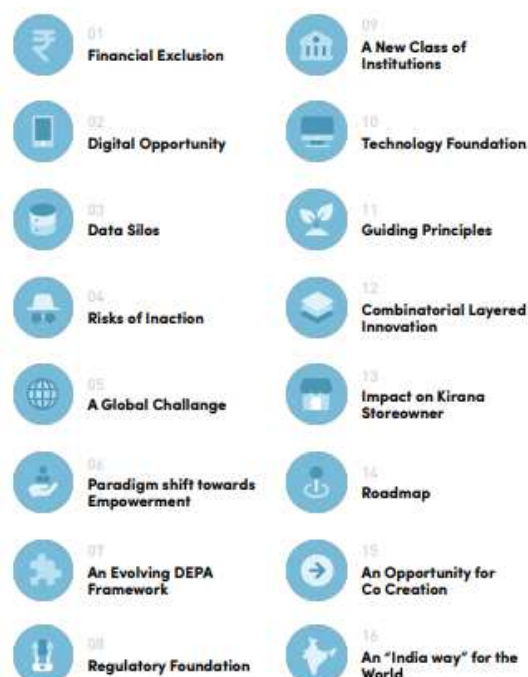 01
Financial Exclusion
02
Digital Opportunity
03
Data Silos
04
Risks of Inaction
05
A Global Challange
06
Paradigm shift towards
Empowerment
07
An Evolving DEPA
Framework
08
Regulatory Foundation
09
A New Class of
Institutions
10
Technology Foundation
11
Guiding Principles
12
Combinatorial Layered
Innovation
13
Impact on Kirana
Storeowner
14
Roadmap
15
An Opportunity for
Co Creation
16
An “India way” for the
World